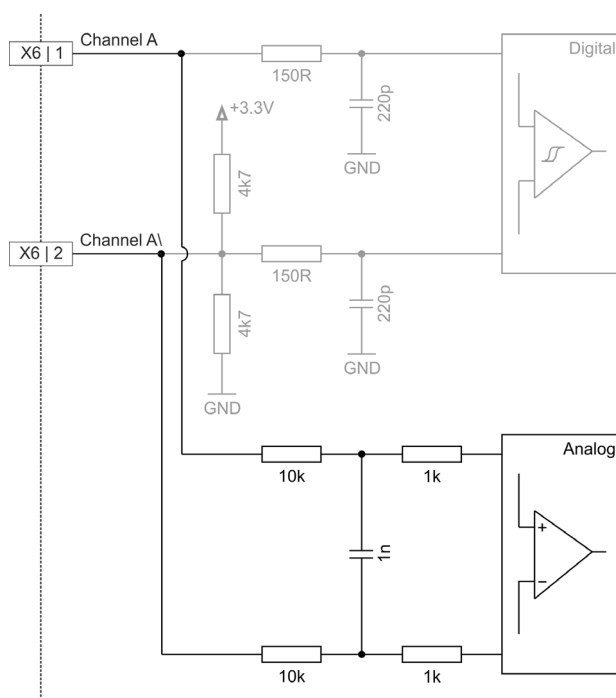 X6 | 1
Channel A
Digital
150R
220p
+3.3V
GND
4k7
X6 | 2
Channel A\
150R
220p
4k7
GND
GND
Analog
10k
1k
+
1n
−
10k
1k